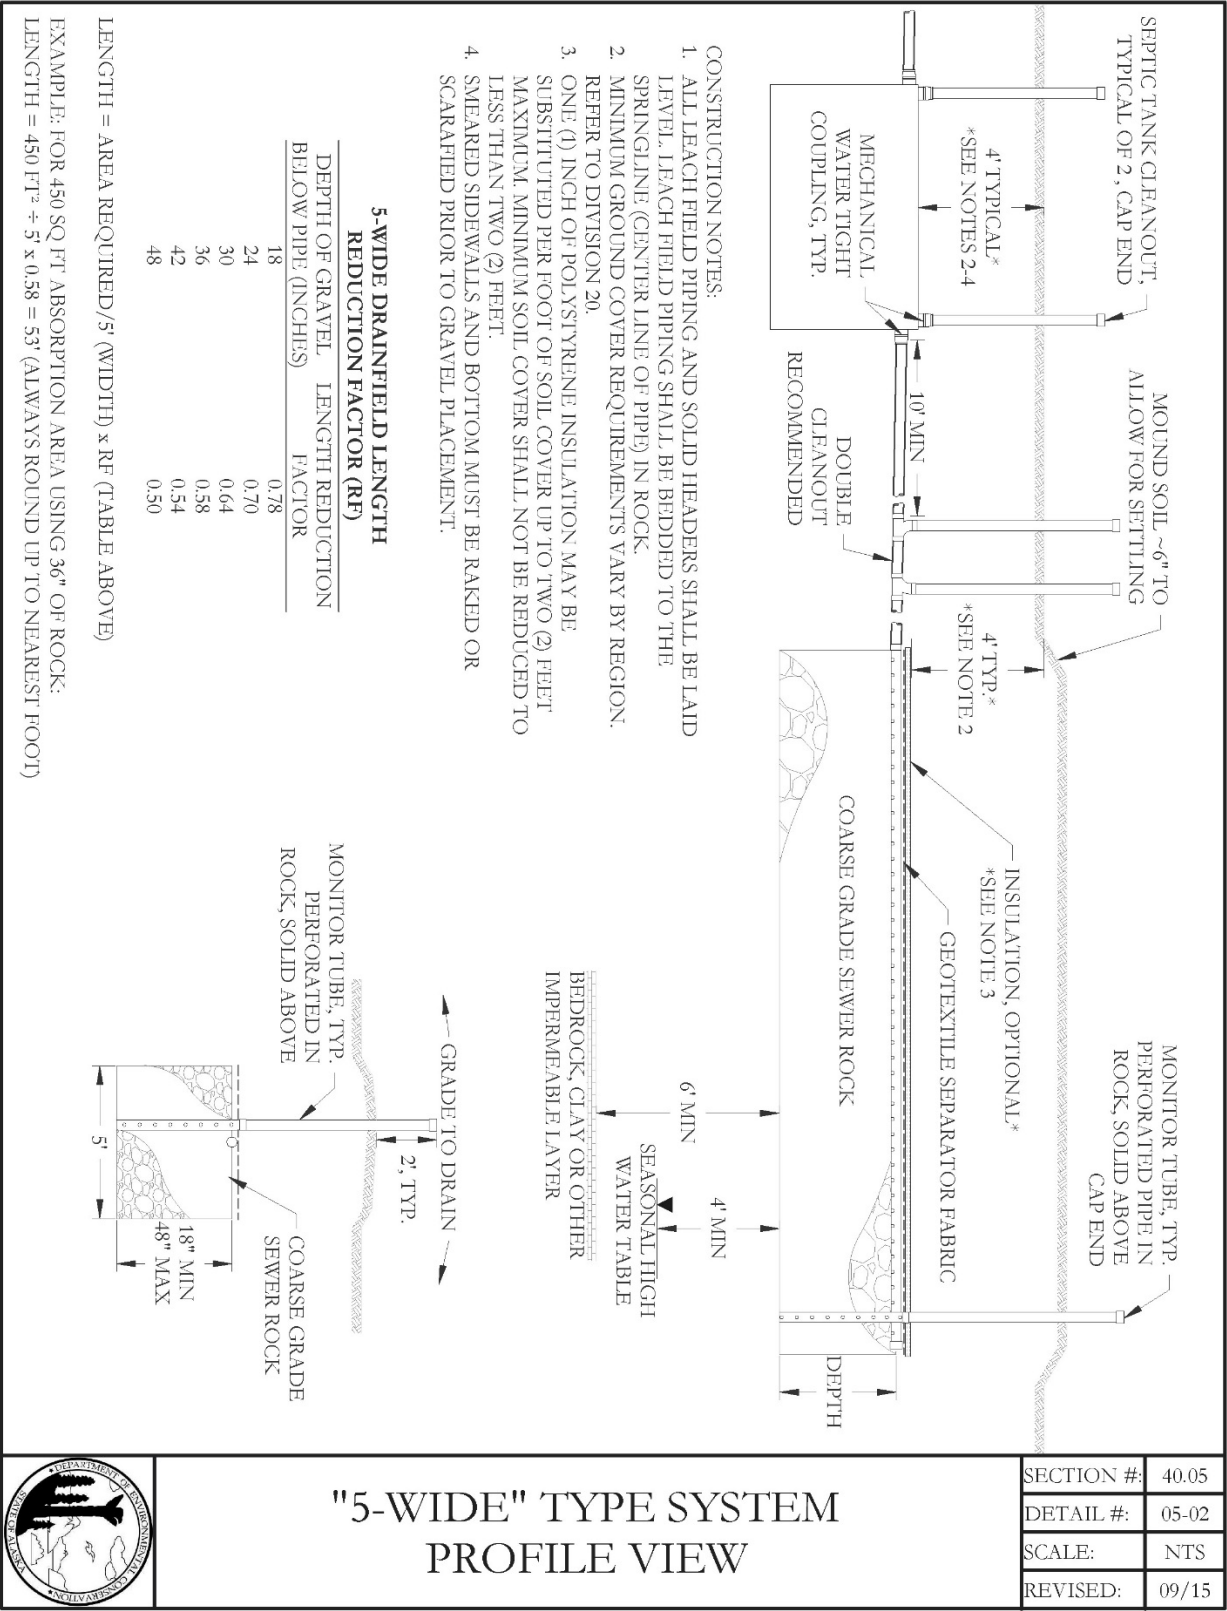 SEPTIC TANK CLEANOUT,
TYPICAL OF 2 , CAP END
4' TYPICAL*
*SEE NOTES 2-4
MECHANICAL
WATER TIGHT
COUPLING, TYP.
10' MIN
DOUBLE
CLEANOUT
RECOMMENDED
MOUND SOIL ~6" TO
ALLOW FOR SETTLING
4' TYP.*
*SEE NOTE 2
INSULATION, OPTIONAL*
*SEE NOTE 3
GEOTEXTILE SEPARATOR FABRIC
COARSE GRADE SEWER ROCK
MONITOR TUBE, TYP.
PERFORATED PIPE IN
ROCK, SOLID ABOVE
CAP END
DEPTH
6' MIN
4' MIN
SEASONAL HIGH
WATER TABLE
BEDROCK, CLAY OR OTHER
IMPERMEABLE LAYER
CONSTRUCTION NOTES:
1. ALL LEACH FIELD PIPING AND SOLID HEADERS SHALL BE LAID
LEVEL. LEACH FIELD PIPING SHALL BE BEDDED TO THE
SPRINGLINE (CENTER LINE OF PIPE) IN ROCK.
2. MINIMUM GROUND COVER REQUIREMENTS VARY BY REGION.
REFER TO DIVISION 20.
3. ONE (1) INCH OF POLYSTYRENE INSULATION MAY BE
SUBSTITUTED PER FOOT OF SOIL COVER UP TO TWO (2) FEET
MAXIMUM. MINIMUM SOIL COVER SHALL NOT BE REDUCED TO
LESS THAN TWO (2) FEET.
4. SMEARED SIDEWALLS AND BOTTOM MUST BE RAKED OR
SCARAFIED PRIOR TO GRAVEL PLACEMENT.
5-WIDE DRAINFIELD LENGTH
REDUCTION FACTOR (RF)
DEPTH OF GRAVEL LENGTH REDUCTION
BELOW PIPE (INCHES) FACTOR
18 0.78
24 0.70
30 0.64
36 0.58
42 0.54
48 0.50
LENGTH = AREA REQUIRED/5' (WIDTH) x RF (TABLE ABOVE)
EXAMPLE: FOR 450 SQ FT ABSORPTION AREA USING 36" OF ROCK:
LENGTH = 450 FT² ÷ 5' x 0.58 = 53' (ALWAYS ROUND UP TO NEAREST FOOT)
GRADE TO DRAIN
2', TYP.
MONITOR TUBE, TYP.
PERFORATED IN
ROCK, SOLID ABOVE
COARSE GRADE
SEWER ROCK
18" MIN
48" MAX
5'
DEPARTMENT OF ENVIRONMENTAL CONSERVATION
STATE OF ALASKA
"5-WIDE" TYPE SYSTEM
PROFILE VIEW
SECTION #: 40.05
DETAIL #: 05-02
SCALE: NTS
REVISED: 09/15